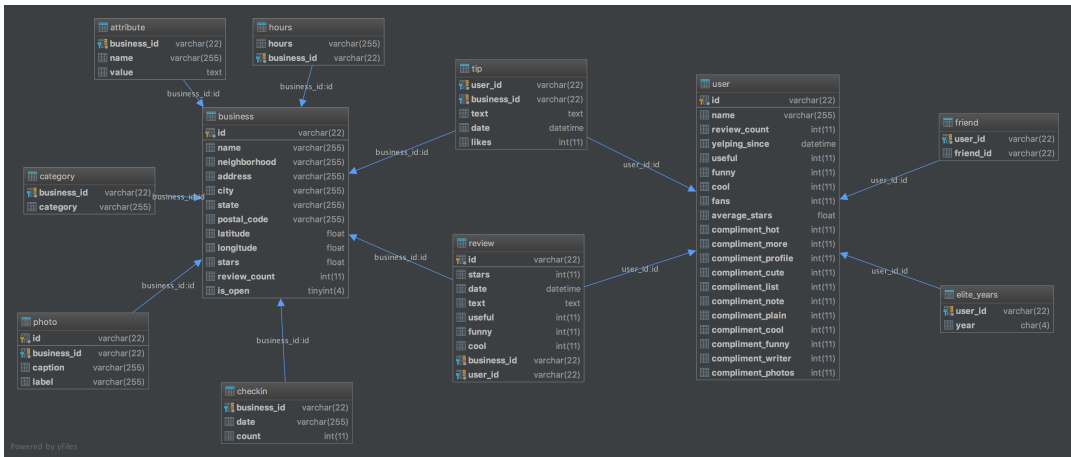 attribute
business_id varchar(22)
name varchar(255)
value text
hours
hours varchar(255)
business_id varchar(22)
business_id:id
business_id:id
business
id varchar(22)
name varchar(255)
neighborhood varchar(255)
address varchar(255)
city varchar(255)
state varchar(255)
postal_code varchar(255)
latitude float
longitude float
stars float
review_count int(11)
is_open tinyint(4)
category
business_id varchar(22)
category varchar(255)
business_id:id
photo
id varchar(22)
business_id varchar(22)
caption varchar(255)
label varchar(255)
business_id:id
checkin
business_id varchar(22)
date varchar(255)
count int(11)
business_id:id
tip
user_id varchar(22)
business_id varchar(22)
text text
date datetime
likes int(11)
business_id:id
user_id:id
review
id varchar(22)
stars int(11)
date datetime
text text
useful int(11)
funny int(11)
cool int(11)
business_id varchar(22)
user_id varchar(22)
business_id:id
user_id:id
user
id varchar(22)
name varchar(255)
review_count int(11)
yelping_since datetime
useful int(11)
funny int(11)
cool int(11)
fans int(11)
average_stars float
compliment_hot int(11)
compliment_more int(11)
compliment_profile int(11)
compliment_cute int(11)
compliment_list int(11)
compliment_note int(11)
compliment_plain int(11)
compliment_cool int(11)
compliment_funny int(11)
compliment_writer int(11)
compliment_photos int(11)
friend
user_id varchar(22)
friend_id varchar(22)
user_id:id
elite_years
user_id varchar(22)
year char(4)
user_id:id
Powered by yFiles